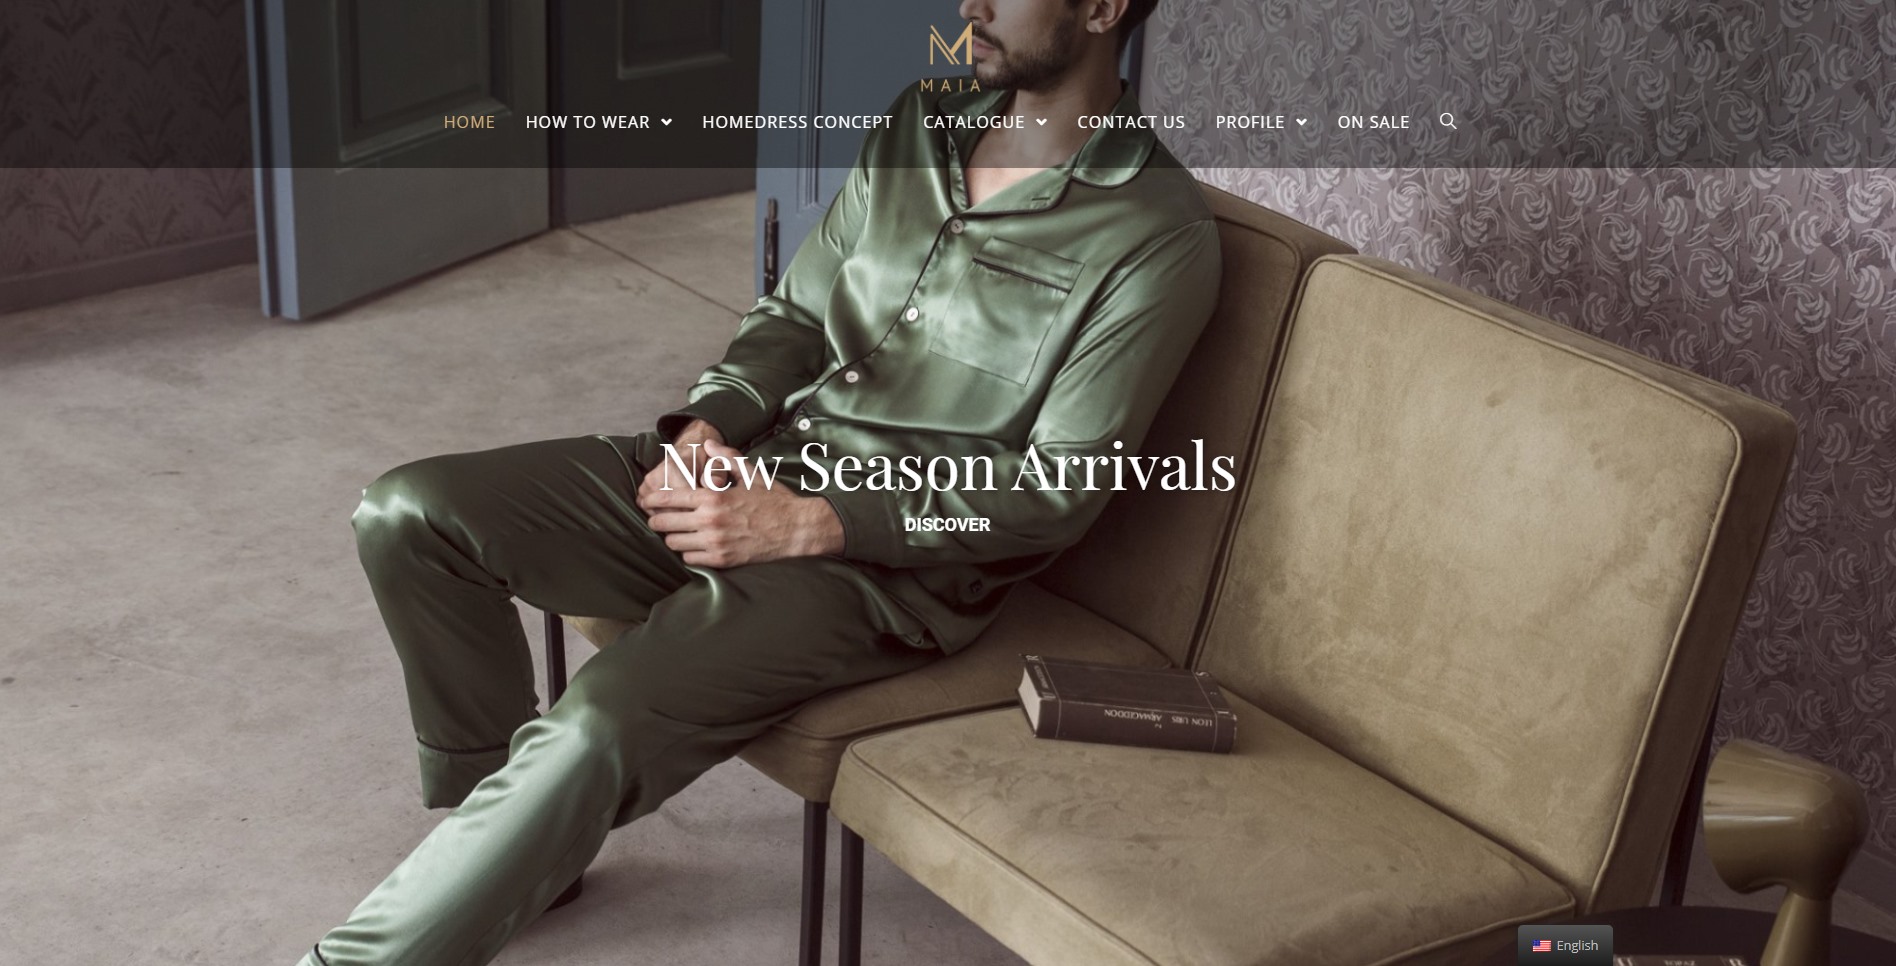 MAIA
HOME HOW TO WEAR HOMEDRESS CONCEPT CATALOGUE CONTACT US PROFILE ON SALE
New Season Arrivals
DISCOVER
LEON URIS ARMAGEDDON
2
English